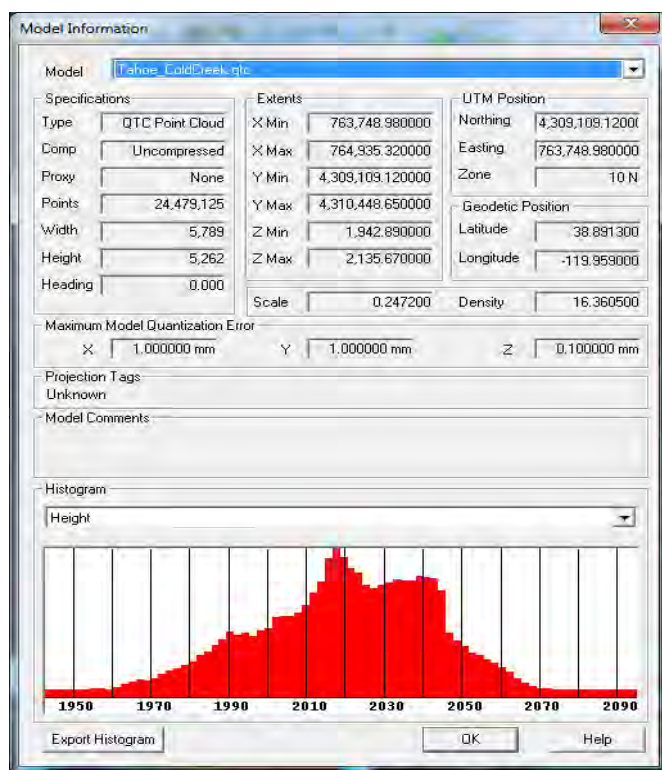 Model Information
Model Tahoe_ColdCreek.qtc
Specifications Extents UTM Position
Type QTC Point Cloud X Min 763,748.980000 Northing 4,309,109.1200(
Comp Uncompressed X Max 764,935.320000 Easting 763,748.980000
Proxy None Y Min 4,309,109.120000 Zone 10 N
Points 24,479,125 Y Max 4,310,448.650000 Geodetic Position
Width 5,789 Z Min 1,942.890000 Latitude 38.891300
Height 5,262 Z Max 2,135.670000 Longitude -119.959000
Heading 0.000
Scale 0.247200 Density 16.360500
Maximum Model Quantization Error
X 1.000000 mm Y 1.000000 mm Z 0.100000 mm
Projection Tags
Unknown
Model Comments
Histogram
Height
1950 1970 1990 2010 2030 2050 2070 2090
Export Histogram OK Help